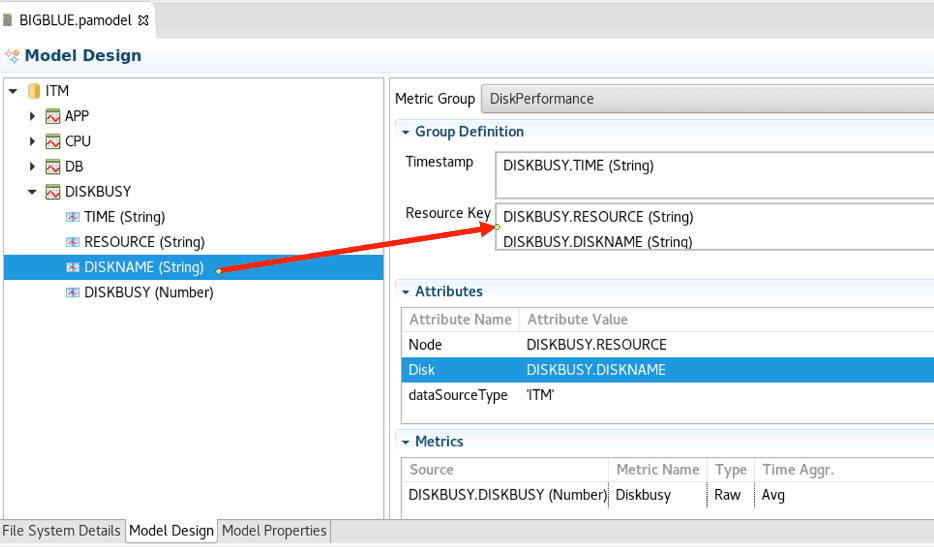 BIGBLUE.pamodel
Model Design
ITM
APP
CPU
DB
DISKBUSY
TIME (String)
RESOURCE (String)
DISKNAME (String)
DISKBUSY (Number)
Metric Group DiskPerformance
Group Definition
Timestamp DISKBUSY.TIME (String)
Resource Key DISKBUSY.RESOURCE (String)
DISKBUSY.DISKNAME (String)
Attributes
Attribute Name Attribute Value
Node DISKBUSY.RESOURCE
Disk DISKBUSY.DISKNAME
dataSourceType 'ITM'
Metrics
Source Metric Name Type Time Aggr.
DISKBUSY.DISKBUSY (Number) Diskbusy Raw Avg
File System Details Model Design Model Properties